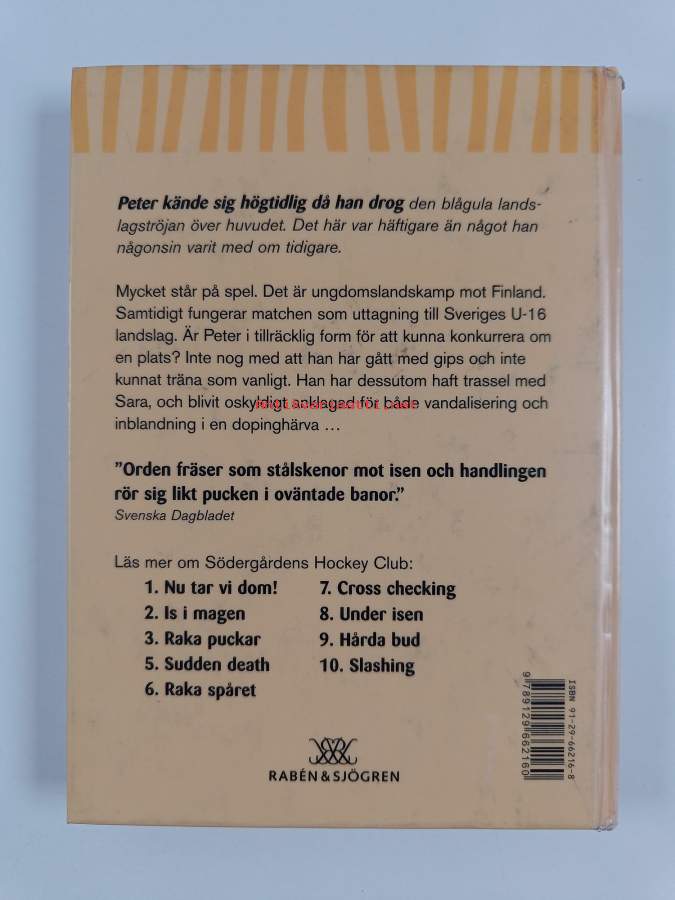 Peter kände sig högtidlig då han drog den blågula lands-
lagströjan över huvudet. Det här var häftigare än något han
någonsin varit med om tidigare.
Mycket står på spel. Det är ungdomslandskamp mot Finland.
Samtidigt fungerar matchen som uttagning till Sveriges U-16
landslag. Är Peter i tillräcklig form för att kunna konkurrera om
en plats? Inte nog med att han har gått med gips och inte
kunnat träna som vanligt. Han har dessutom haft trassel med
Sara, och blivit oskyldigt anklagad för både vandalisering och
antikvariaatti.net
inblandning i en dopinghärva …
”Orden fräser som stålskenor mot isen och handlingen
rör sig likt pucken i oväntade banor.”
Svenska Dagbladet
Läs mer om Södergårdens Hockey Club:
1. Nu tar vi dom!
2. Is i magen
3. Raka puckar
5. Sudden death
6. Raka spåret
7. Cross checking
8. Under isen
9. Hårda bud
10. Slashing
ISBN 91-29-66216-8
9 789129 662160
RABÉN & SJÖGREN